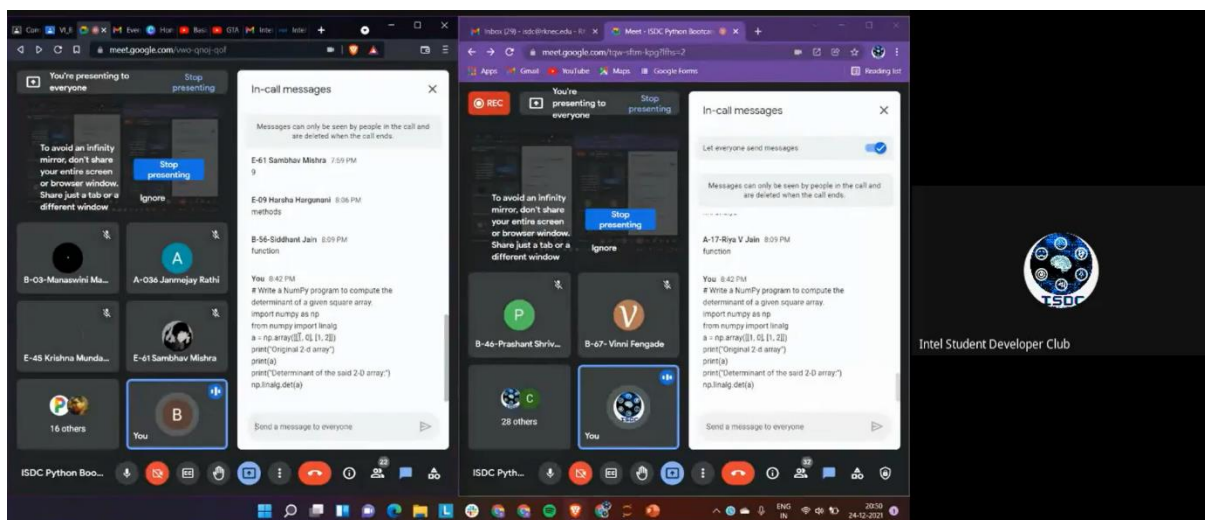 meet.google.com/vwo-qnoj-qof
You're presenting to
everyone
Stop
presenting
To avoid an infinity
mirror, don't share
your entire screen
or browser window.
Share just a tab or a
different window
Stop
presenting
Ignore
B-03-Manaswini Ma...
A-036 Janmejay Rathi
E-45 Krishna Munda...
E-61 Sambhav Mishra
16 others
B
You
In-call messages
Messages can only be seen by people in the call and
are deleted when the call ends.
E-61 Sambhav Mishra 7:59 PM
9
E-09 Harsha Hargunani 8:06 PM
methods
B-56-Siddhant Jain 8:09 PM
function
You 8:42 PM
# Write a NumPy program to compute the
determinant of a given square array.
import numpy as np
from numpy import linalg
a = np.array([[1, 0], [1, 2]])
print("Original 2-d array")
print(a)
print("Determinant of the said 2-D array:")
np.linalg.det(a)
Send a message to everyone
ISDC Python Boo...
22
Meet - ISDC Python Bootcam
Apps
Gmail
YouTube
Maps
Google Forms
Reading list
REC
You're
presenting to
everyone
Stop
presenting
To avoid an infinity
mirror, don't share
your entire screen
or browser window.
Share just a tab or a
different window
Stop
presenting
Ignore
P
B-46-Prashant Shriv...
V
B-67- Vinni Fengade
C
28 others
You
In-call messages
Let everyone send messages
Messages can only be seen by people in the call and
are deleted when the call ends.
A-17-Riya V Jain 8:09 PM
function
You 8:42 PM
# Write a NumPy program to compute the
determinant of a given square array.
import numpy as np
from numpy import linalg
a = np.array([[1, 0], [1, 2]])
print("Original 2-d array")
print(a)
print("Determinant of the said 2-D array:")
np.linalg.det(a)
Send a message to everyone
ISDC Pyth...
32
ENG
IN
20:50
24-12-2021
ISDC
Intel Student Developer Club